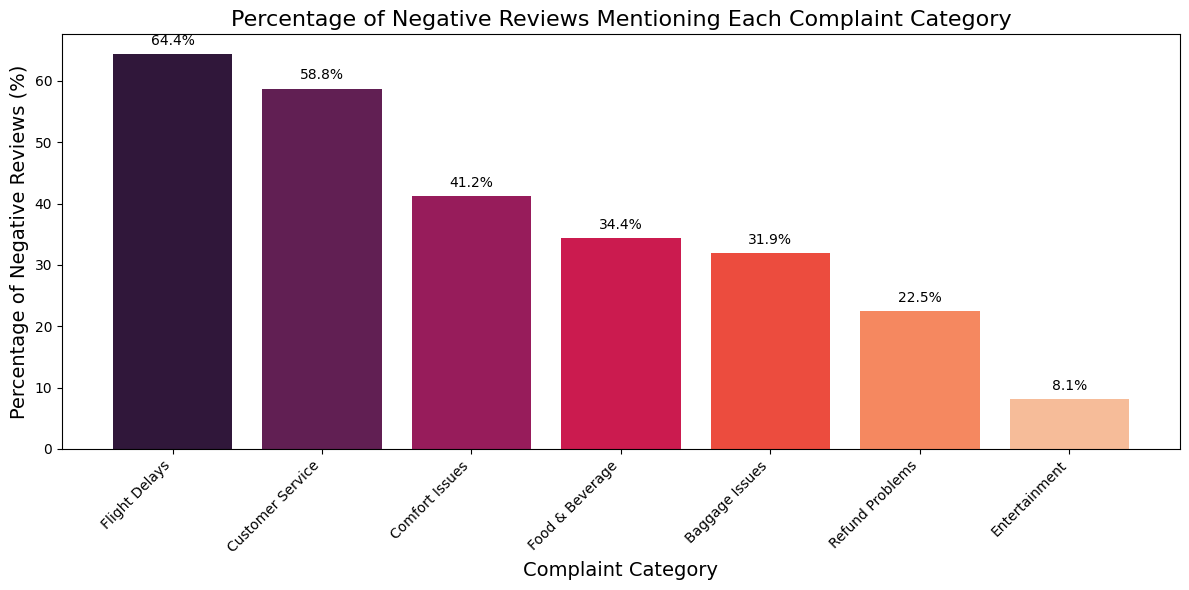 Percentage of Negative Reviews Mentioning Each Complaint Category
Percentage of Negative Reviews (%)
60
50
40
30
20
10
0
64.4%
58.8%
41.2%
34.4%
31.9%
22.5%
8.1%
Flight Delays
Customer Service
Comfort Issues
Food & Beverage
Baggage Issues
Refund Problems
Entertainment
Complaint Category